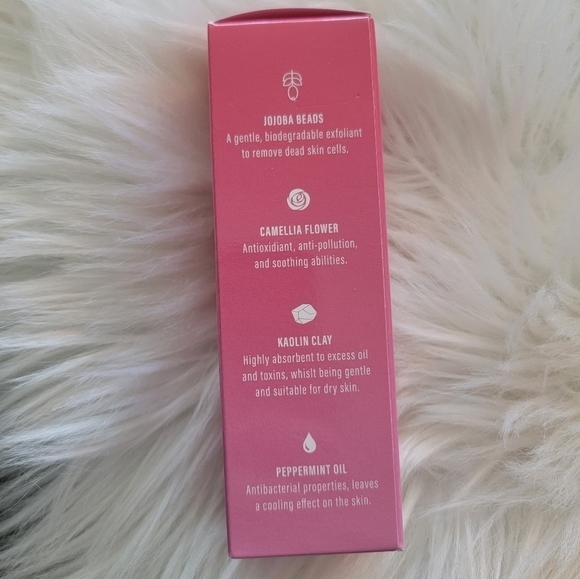 JOJOBA BEADS
A gentle, biodegradable exfoliant
to remove dead skin cells.
CAMELLIA FLOWER
Antioxidiant, anti-pollution,
and soothing abilities.
KAOLIN CLAY
Highly absorbent to excess oil
and toxins, whislt being gentle
and suitable for dry skin.
PEPPERMINT OIL
Antibacterial properties, leaves
a cooling effect on the skin.